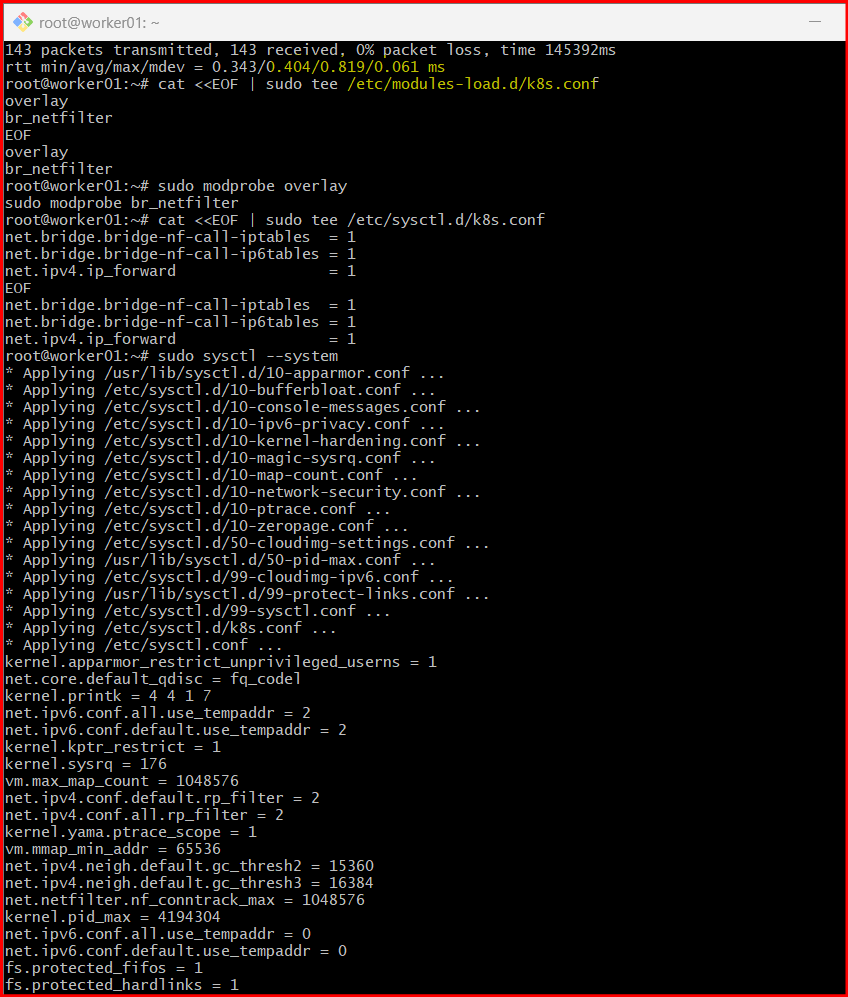 root@worker01: ~
143 packets transmitted, 143 received, 0% packet loss, time 145392ms
rtt min/avg/max/mdev = 0.343/0.404/0.819/0.061 ms
root@worker01:~# cat <<EOF | sudo tee /etc/modules-load.d/k8s.conf
overlay
br_netfilter
EOF
overlay
br_netfilter
root@worker01:~# sudo modprobe overlay
sudo modprobe br_netfilter
root@worker01:~# cat <<EOF | sudo tee /etc/sysctl.d/k8s.conf
net.bridge.bridge-nf-call-iptables  = 1
net.bridge.bridge-nf-call-ip6tables = 1
net.ipv4.ip_forward                 = 1
EOF
net.bridge.bridge-nf-call-iptables  = 1
net.bridge.bridge-nf-call-ip6tables = 1
net.ipv4.ip_forward                 = 1
root@worker01:~# sudo sysctl --system
* Applying /usr/lib/sysctl.d/10-apparmor.conf ...
* Applying /etc/sysctl.d/10-bufferbloat.conf ...
* Applying /etc/sysctl.d/10-console-messages.conf ...
* Applying /etc/sysctl.d/10-ipv6-privacy.conf ...
* Applying /etc/sysctl.d/10-kernel-hardening.conf ...
* Applying /etc/sysctl.d/10-magic-sysrq.conf ...
* Applying /etc/sysctl.d/10-map-count.conf ...
* Applying /etc/sysctl.d/10-network-security.conf ...
* Applying /etc/sysctl.d/10-ptrace.conf ...
* Applying /etc/sysctl.d/10-zeropage.conf ...
* Applying /etc/sysctl.d/50-cloudimg-settings.conf ...
* Applying /usr/lib/sysctl.d/50-pid-max.conf ...
* Applying /etc/sysctl.d/99-cloudimg-ipv6.conf ...
* Applying /usr/lib/sysctl.d/99-protect-links.conf ...
* Applying /etc/sysctl.d/99-sysctl.conf ...
* Applying /etc/sysctl.d/k8s.conf ...
* Applying /etc/sysctl.conf ...
kernel.apparmor_restrict_unprivileged_userns = 1
net.core.default_qdisc = fq_codel
kernel.printk = 4 4 1 7
net.ipv6.conf.all.use_tempaddr = 2
net.ipv6.conf.default.use_tempaddr = 2
kernel.kptr_restrict = 1
kernel.sysrq = 176
vm.max_map_count = 1048576
net.ipv4.conf.default.rp_filter = 2
net.ipv4.conf.all.rp_filter = 2
kernel.yama.ptrace_scope = 1
vm.mmap_min_addr = 65536
net.ipv4.neigh.default.gc_thresh2 = 15360
net.ipv4.neigh.default.gc_thresh3 = 16384
net.netfilter.nf_conntrack_max = 1048576
kernel.pid_max = 4194304
net.ipv6.conf.all.use_tempaddr = 0
net.ipv6.conf.default.use_tempaddr = 0
fs.protected_fifos = 1
fs.protected_hardlinks = 1